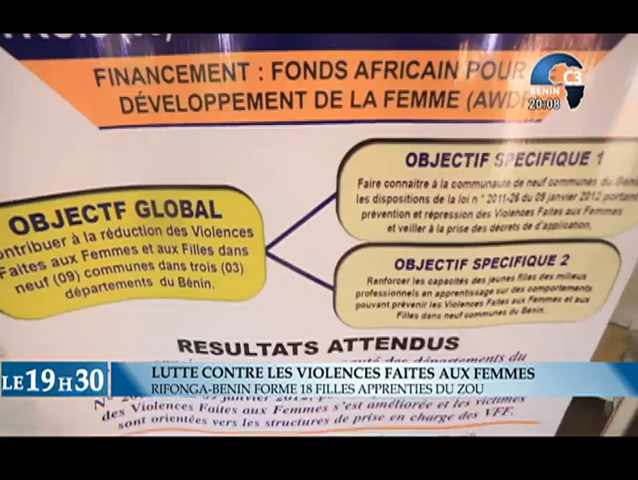 FINANCEMENT : FONDS AFRICAIN POUR
DÉVELOPPEMENT DE LA FEMME (AWD
C3
BENIN
20:08
OBJECTF GLOBAL
ontribuer à la réduction des Violences
Faites aux Femmes et aux Filles dans
neuf (09) communes dans trois (03)
départements du Bénin.
OBJECTIF SPECIFIQUE 1
Faire connaître à la communauté de neuf communes du Bénin
les dispositions de la loi n° 2011-26 du 09 janvier 2012 portant
prévention et répression des Violences Faites aux Femmes
et veiller à la prise des décrets de d'application.
OBJECTIF SPECIFIQUE 2
Renforcer les capacités des jeunes filles des milieux
professionnels en apprentissage sur des comportements
pouvant prévenir les Violences Faites aux Femmes et aux
Filles dans neuf communes du Bénin.
RESULTATS ATTENDUS
des départements du
LE 19H30
LUTTE CONTRE LES VIOLENCES FAITES AUX FEMMES
RIFONGA-BENIN FORME 18 FILLES APPRENTIES DU ZOU
des Violences Faites aux Femmes s'est améliorée et les victimes
sont orientées vers les structures de prise en charge des VFF.